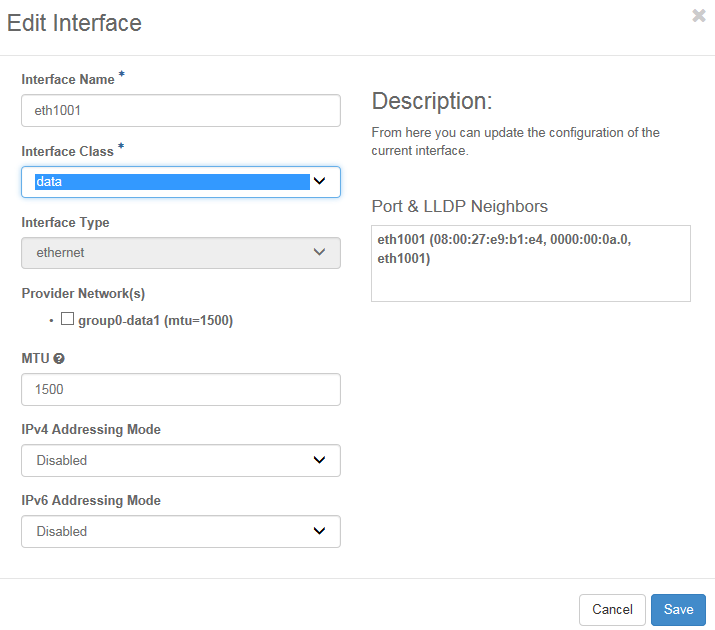 Edit Interface
Interface Name *
eth1001
Interface Class *
data
Interface Type
ethernet
Provider Network(s)
• group0-data1 (mtu=1500)
MTU
1500
IPv4 Addressing Mode
Disabled
IPv6 Addressing Mode
Disabled
Description:
From here you can update the configuration of the
current interface.
Port & LLDP Neighbors
eth1001 (08:00:27:e9:b1:e4, 0000:00:0a.0,
eth1001)
Cancel
Save